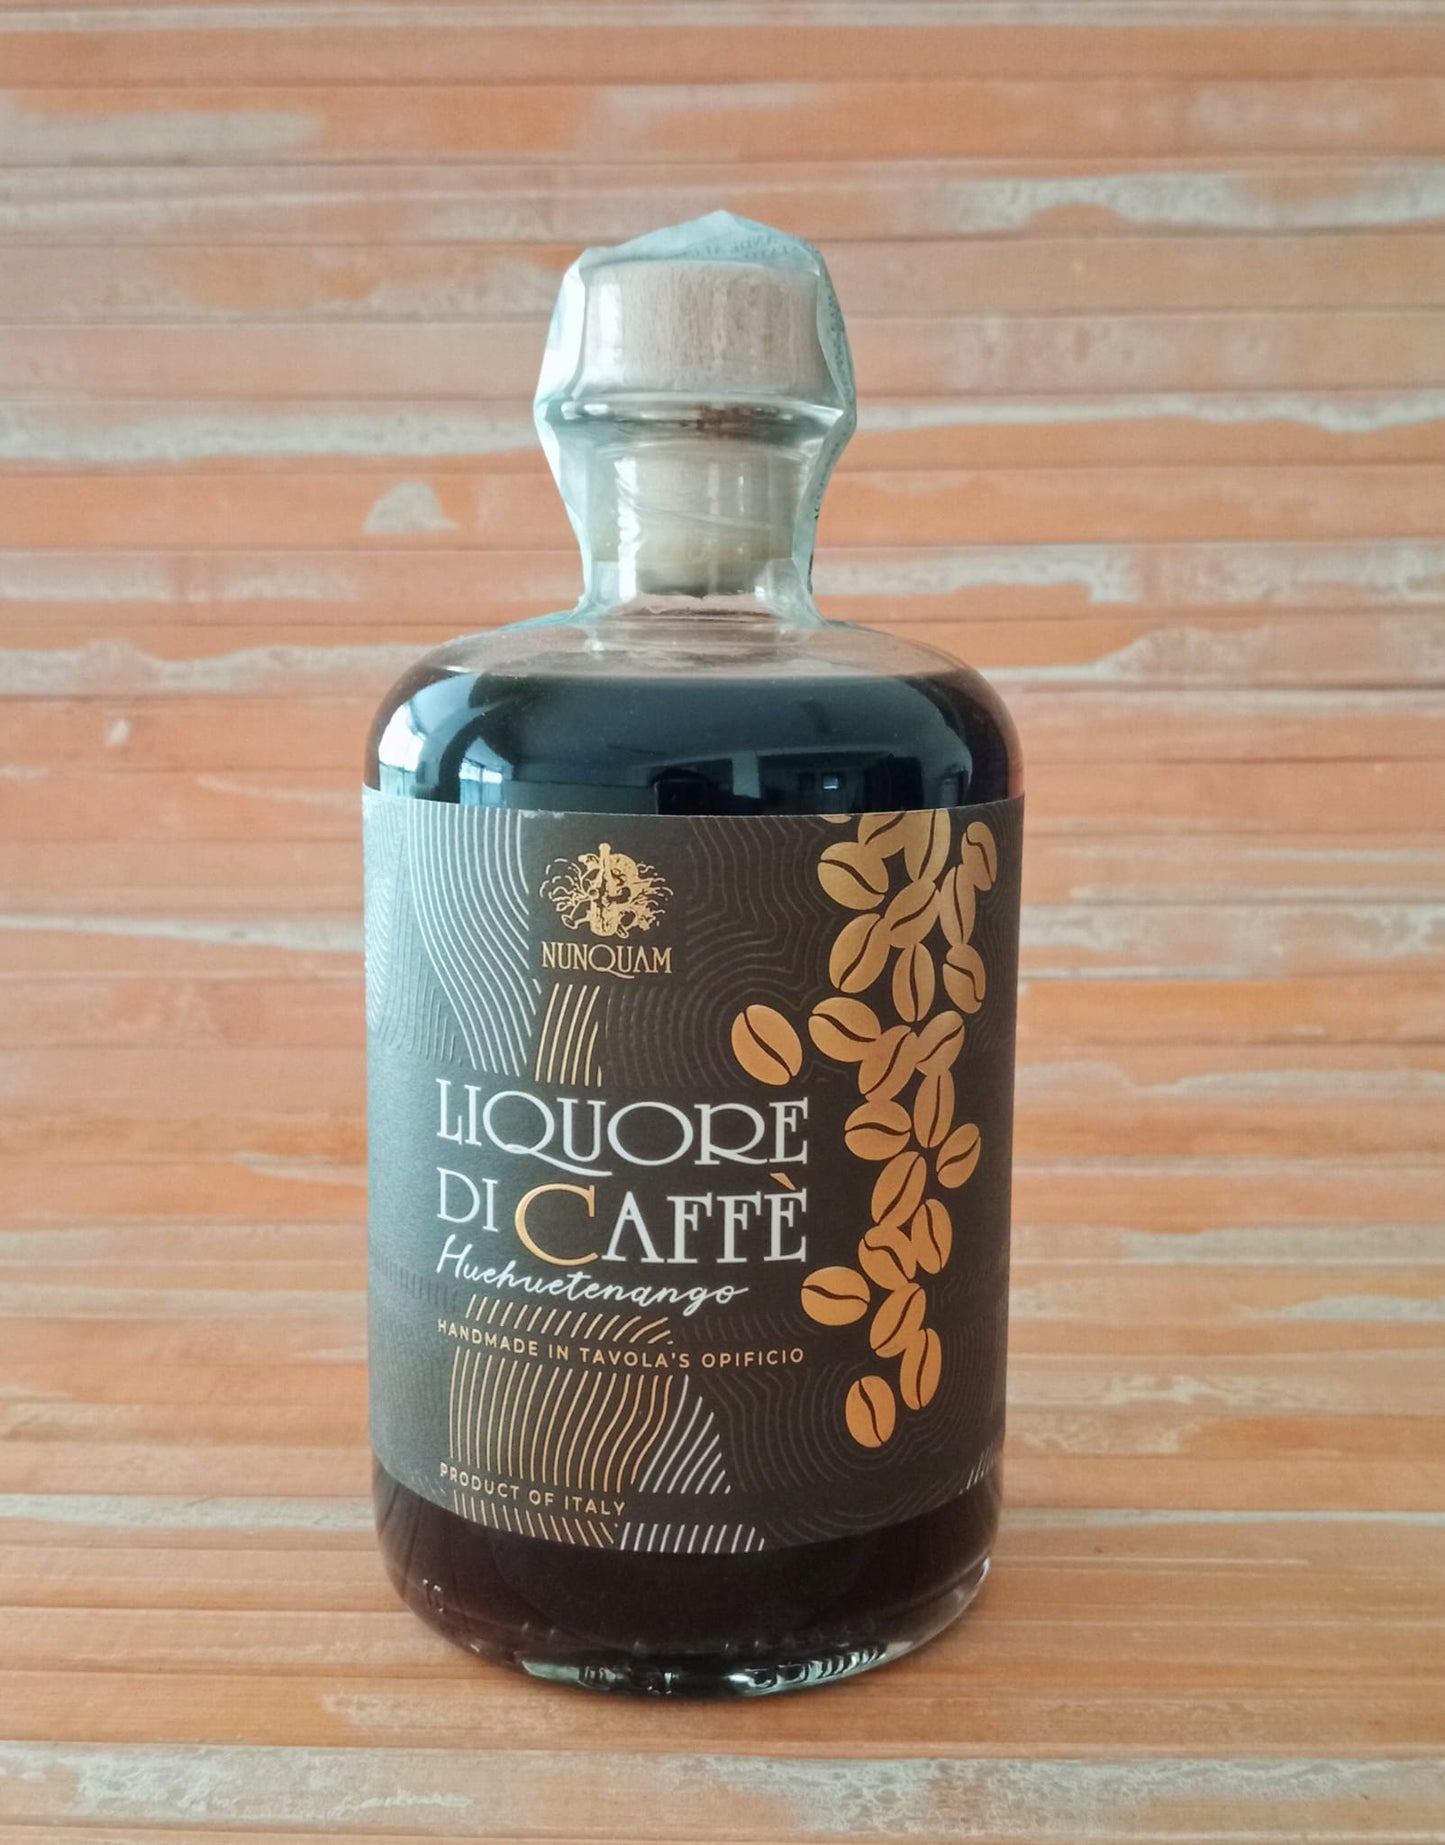 NUNQUAM
LIQUORE
DI CAFFÈ
Huehuetenango
HANDMADE IN TAVOLA'S OPIFICIO
PRODUCT OF ITALY